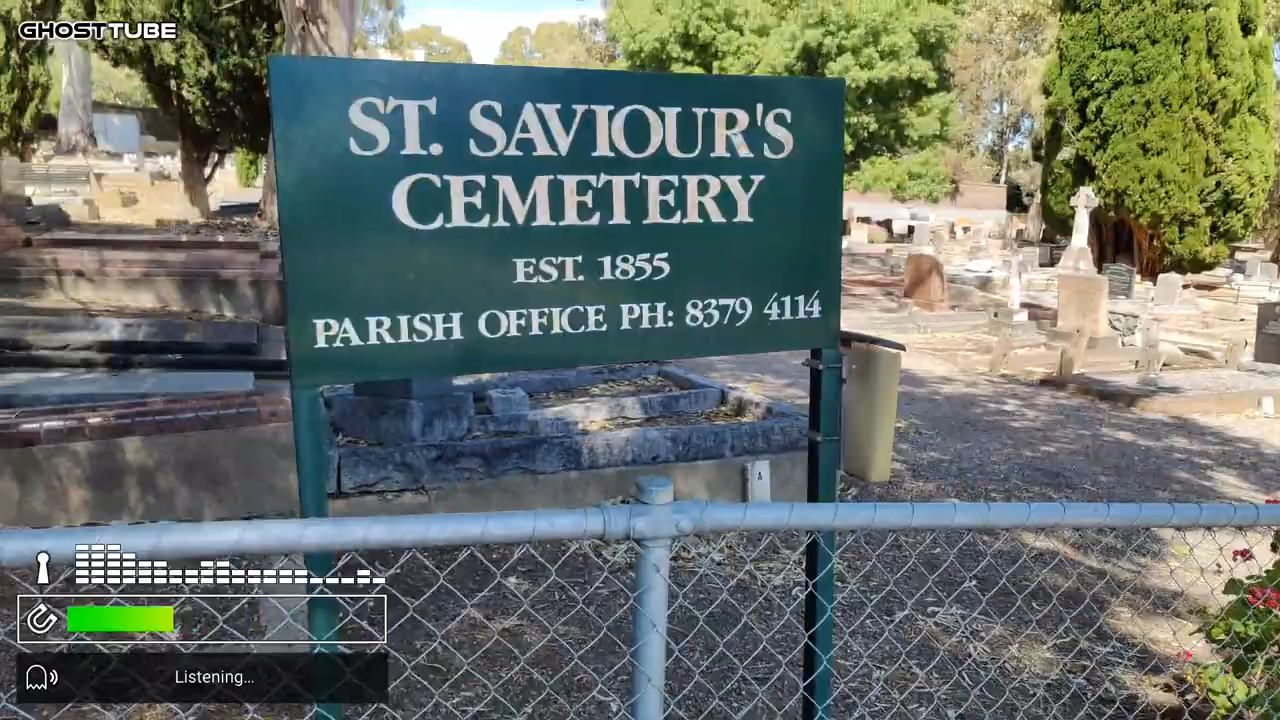 GHOSTTUBE
ST. SAVIOUR'S
CEMETERY
EST. 1855
PARISH OFFICE PH: 8379 4114
A
Listening...